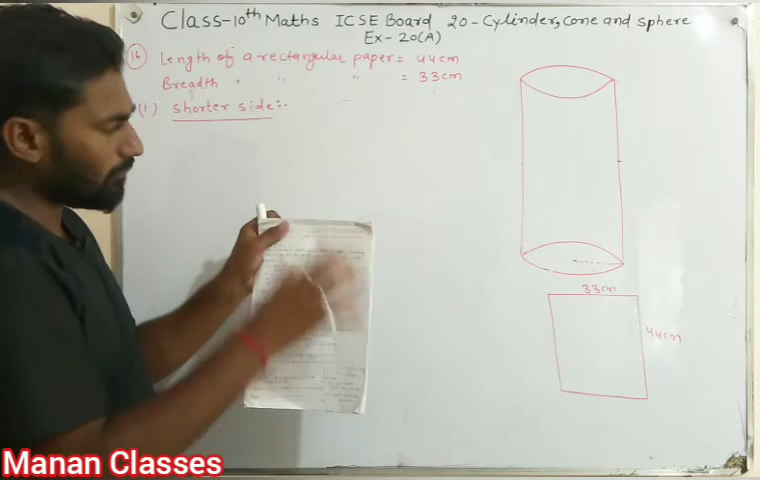 Class-10th Maths ICSE Board 20-Cylinder, Cone and Sphere
Ex-20(A)
(16) Length of a rectangular paper = 44cm
Breadth " " " = 33cm
(i) Shorter side:-
33cm
44cm
Manan Classes